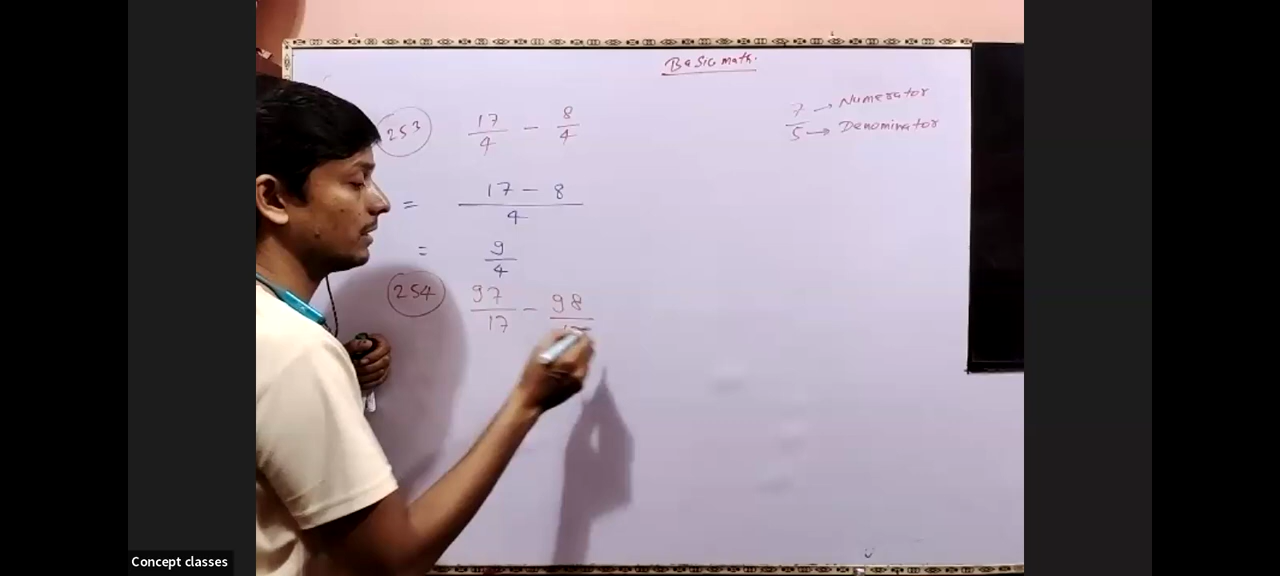 Basic math.
253 17/4 - 8/4
7/5 → Numerator
→ Denominator
= 17 - 8 / 4
= 9/4
254 97/17 - 98/
Concept classes